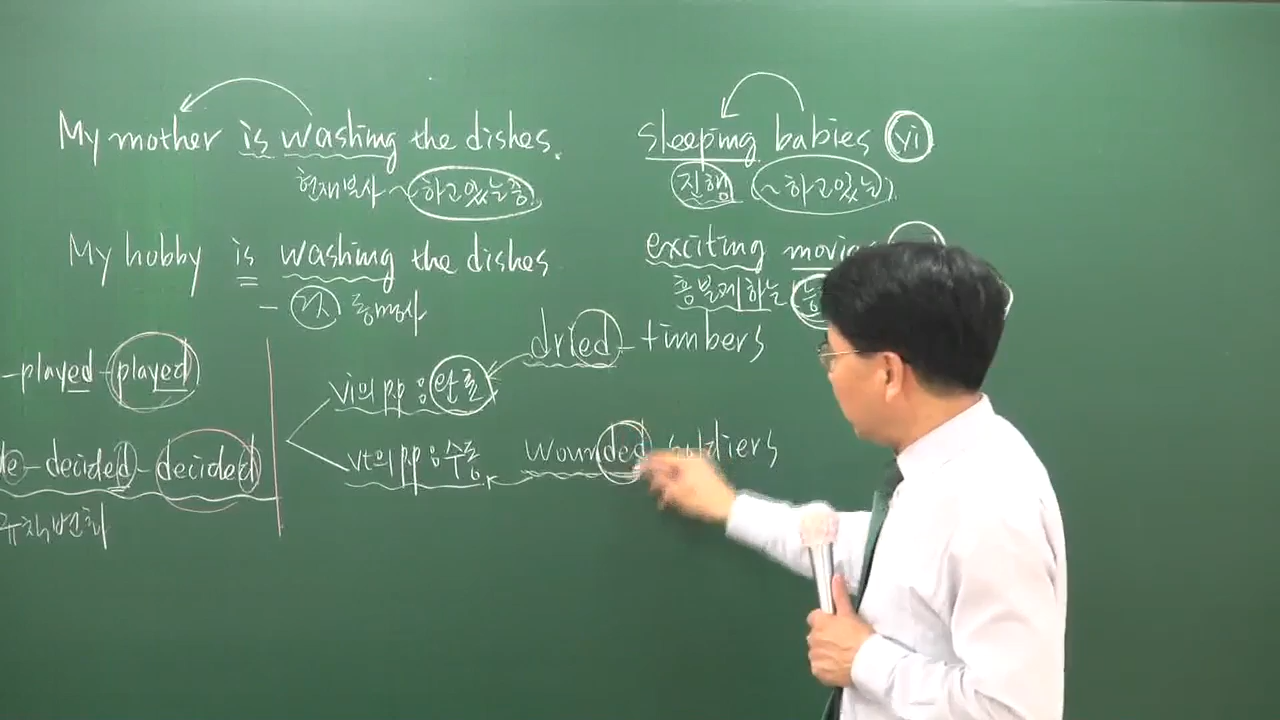 My mother is washing the dishes.
현재분사 ~하고있는중.
My hobby is washing the dishes
- 것 동명사
sleeping babies vi
진행 (~하고있는)
exciting
흥분케하는
dried timbers
-played-played
vi의 p.p 완료
vt의 p.p 수동
wounded soldiers
-decided-decided
규칙변화